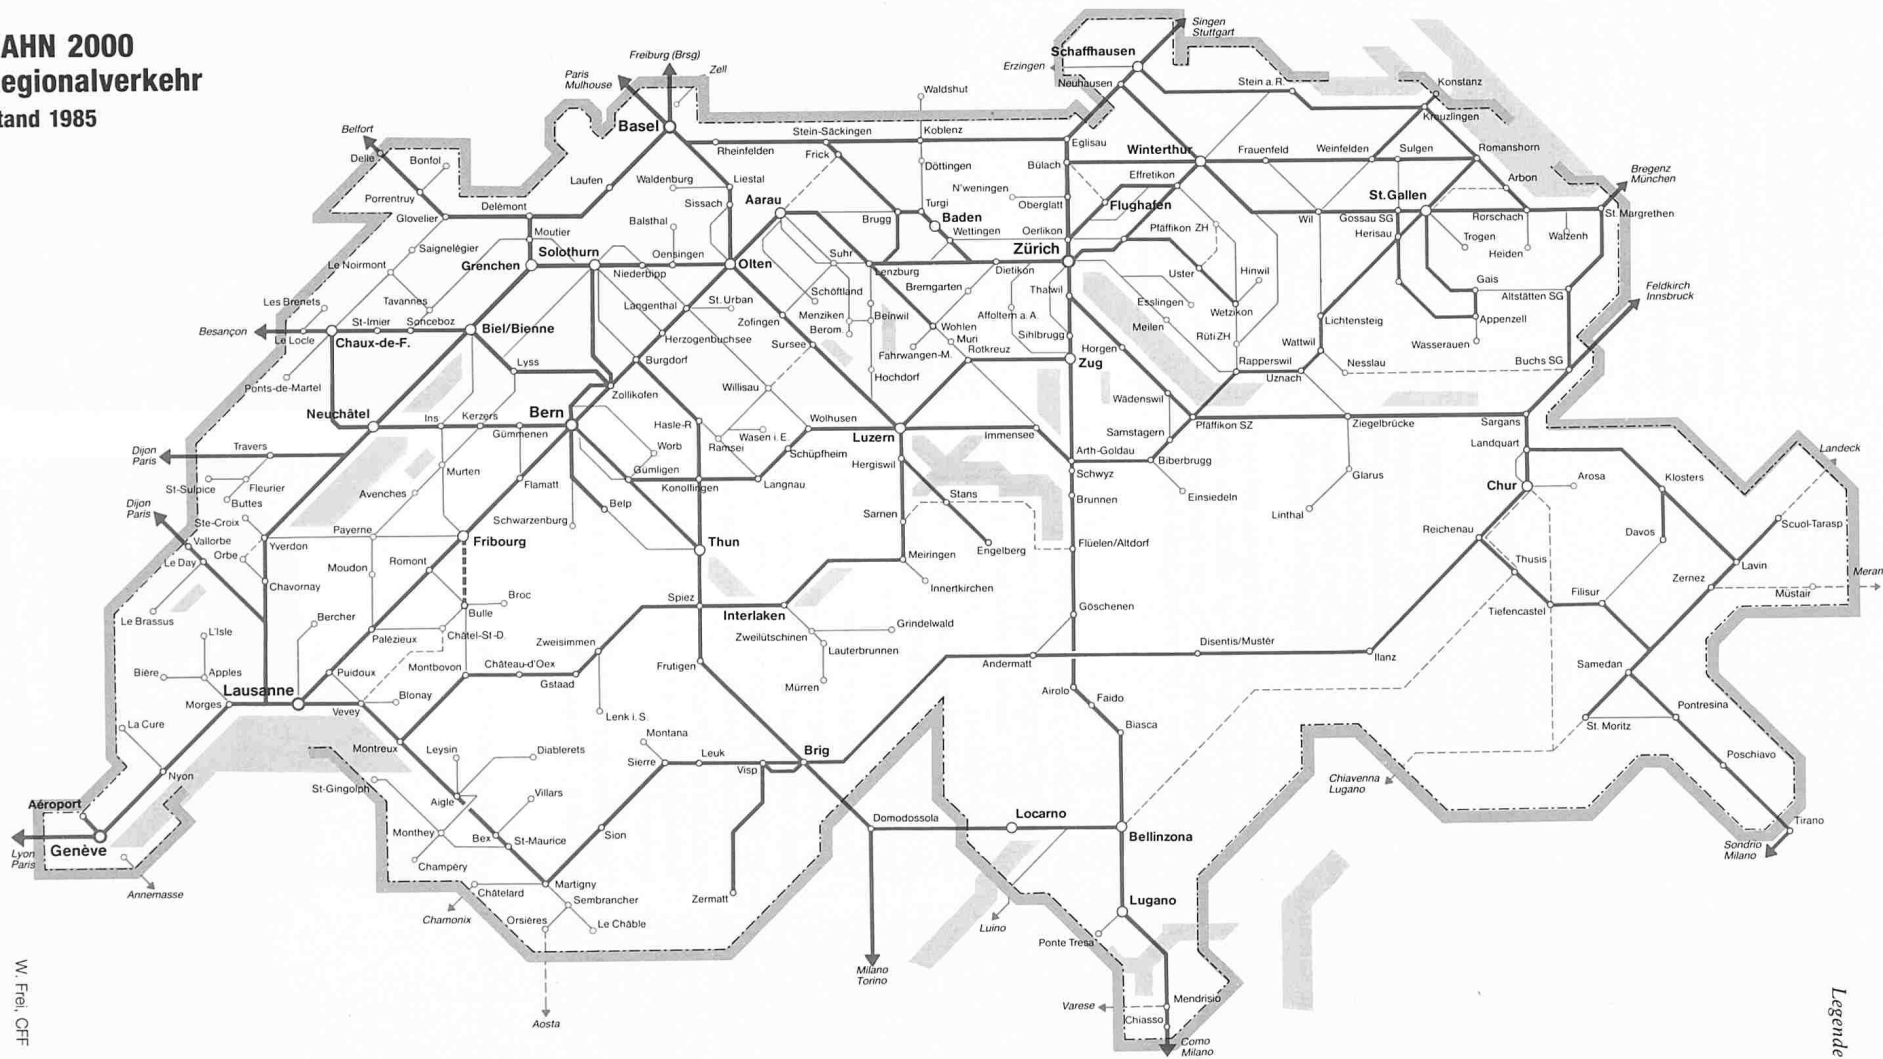 AHN 2000
egionalverkehr
tand 1985
Singen
Stuttgart
Schaffhausen
Erzingen
Neuhausen
Stein a.R.
Konstanz
Kreuzlingen
Freiburg (Brsg)
Zell
Paris
Mulhouse
Basel
Waldshut
Stein-Säckingen
Koblenz
Rheinfelden
Frick
Eglisau
Winterthur
Frauenfeld
Weinfelden
Sulgen
Romanshorn
Belfort
Delle
Bonfol
Porrentruy
Glovelier
Delémont
Laufen
Waldenburg
Liestal
Sissach
Aarau
Döttingen
Bülach
N'weningen
Oberglatt
Effretikon
Flughafen
St.Gallen
Arbon
Bregenz
München
Turgi
Brugg
Baden
Wettingen
Oerlikon
Zürich
Pfäffikon ZH
Wil
Gossau SG
Herisau
Rorschach
St. Margrethen
Trogen
Heiden
Walzenh
Moutier
Balsthal
Saignelégier
Solothurn
Oensingen
Le Noirmont
Grenchen
Niederbipp
Olten
Suhr
Lenzburg
Dietikon
Uster
Hinwil
Gais
Altstätten SG
Feldkirch
Innsbruck
Les Brenets
Tavannes
Langenthal
St. Urban
Schöftland
Bremgarten
Thalwil
Esslingen
Wetzikon
Besançon
St-Imier
Sonceboz
Biel/Bienne
Le Locle
Chaux-de-F.
Zofingen
Menziken
Beinwil
Berom.
Affoltern a. A.
Meilen
Lichtensteig
Appenzell
Herzogenbuchsee
Sursee
Wohlen
Muri
Fahrwangen-M.
Sihlbrugg
Rüti ZH
Wattwil
Wasserauen
Lyss
Burgdorf
Rotkreuz
Horgen
Zug
Rapperswil
Nesslau
Buchs SG
Ponts-de-Martel
Zollikofen
Willisau
Hochdorf
Uznach
Wädenswil
Neuchâtel
Ins
Kerzers
Bern
Gümmenen
Hasle-R
Wolhusen
Luzern
Immensee
Samstagern
Pfäffikon SZ
Ziegelbrücke
Sargans
Travers
Dijon
Paris
Worb
Ramsei
Wasen i. E.
Schüpfheim
Hergiswil
Arth-Goldau
Biberbrugg
Landquart
Landeck
St-Sulpice
Fleurier
Buttes
Murten
Gümligen
Konolfingen
Langnau
Schwyz
Einsiedeln
Glarus
Chur
Arosa
Klosters
Dijon
Paris
Ste-Croix
Avenches
Flamatt
Belp
Stans
Brunnen
Linthal
Vallorbe
Payerne
Schwarzenburg
Sarnen
Reichenau
Scuol-Tarasp
Orbe
Yverdon
Fribourg
Thun
Engelberg
Flüelen/Altdorf
Davos
Le Day
Moudon
Romont
Meiringen
Thusis
Lavin
Meran
Chavornay
Innertkirchen
Zernez
Müstair
Broc
Spiez
Interlaken
Göschenen
Tiefencastel
Filisur
Le Brassus
Bercher
Bulle
L'Isle
Palézieux
Châtel-St-D.
Zweisimmen
Zweilütschinen
Grindelwald
Lauterbrunnen
Disentis/Mustér
Ilanz
Bière
Apples
Puidoux
Montbovon
Château-d'Oex
Gstaad
Frutigen
Mürren
Andermatt
Samedan
Lausanne
Morges
Vevey
Blonay
Airolo
Faido
Pontresina
La Cure
Lenk i. S.
Biasca
St. Moritz
Montreux
Leysin
Diablerets
Montana
Leuk
Brig
Sierre
Visp
Poschiavo
Nyon
St-Gingolph
Villars
Chiavenna
Lugano
Aéroport
Aigle
Genève
Lyon
Paris
Monthey
Bex
St-Maurice
Sion
Domodossola
Locarno
Bellinzona
Tirano
Sondrio
Milano
Champéry
Annemasse
Châtelard
Martigny
Chamonix
Sembrancher
Orsières
Le Châble
Zermatt
Lugano
Luino
Ponte Tresa
Milano
Torino
Aosta
Varese
Mendrisio
Chiasso
Como
Milano
W. Frei, CFF
Legende